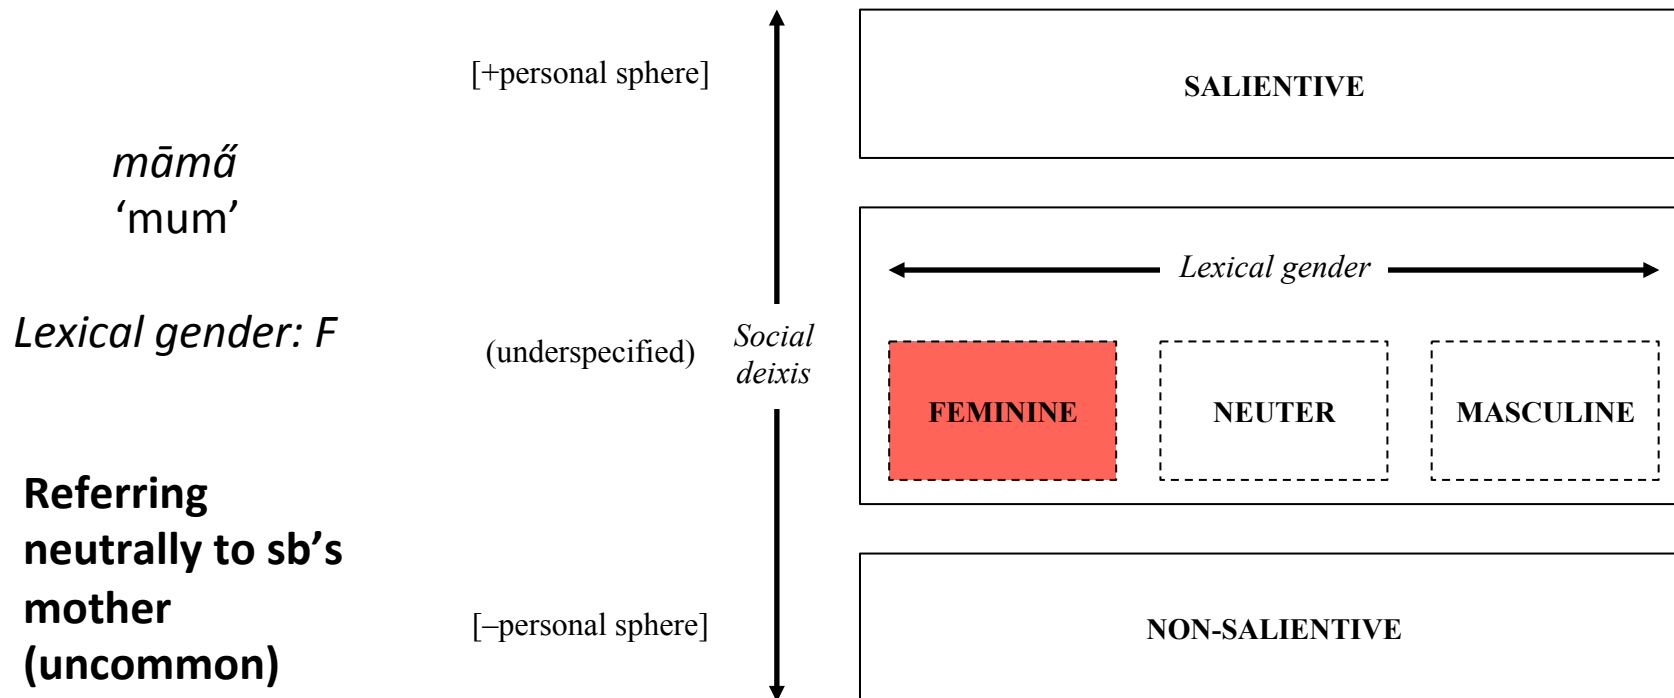 māma̋
‘mum’
Lexical gender: F
Referring
neutrally to sb’s
mother
(uncommon)
[+personal sphere]
(underspecified)
[–personal sphere]
Social
deixis
SALIENTIVE
Lexical gender
FEMININE NEUTER MASCULINE
NON-SALIENTIVE